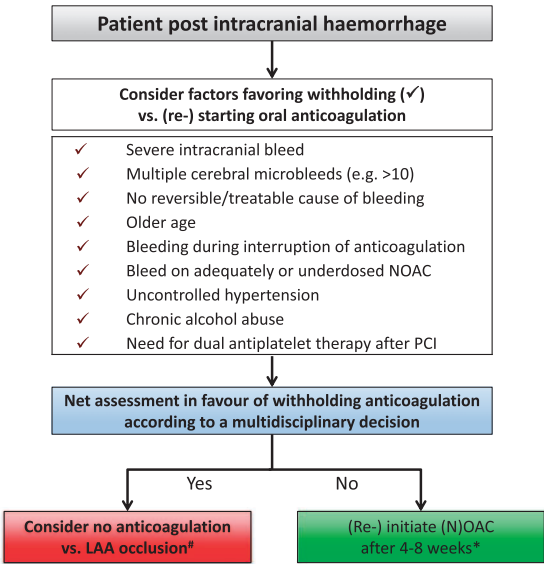 Patient post intracranial haemorrhage
Consider factors favoring withholding (✓)
vs. (re-) starting oral anticoagulation
✓ Severe intracranial bleed
✓ Multiple cerebral microbleeds (e.g. >10)
✓ No reversible/treatable cause of bleeding
✓ Older age
✓ Bleeding during interruption of anticoagulation
✓ Bleed on adequately or underdosed NOAC
✓ Uncontrolled hypertension
✓ Chronic alcohol abuse
✓ Need for dual antiplatelet therapy after PCI
Net assessment in favour of withholding anticoagulation
according to a multidisciplinary decision
Yes
No
Consider no anticoagulation
vs. LAA occlusion#
(Re-) initiate (N)OAC
after 4-8 weeks*